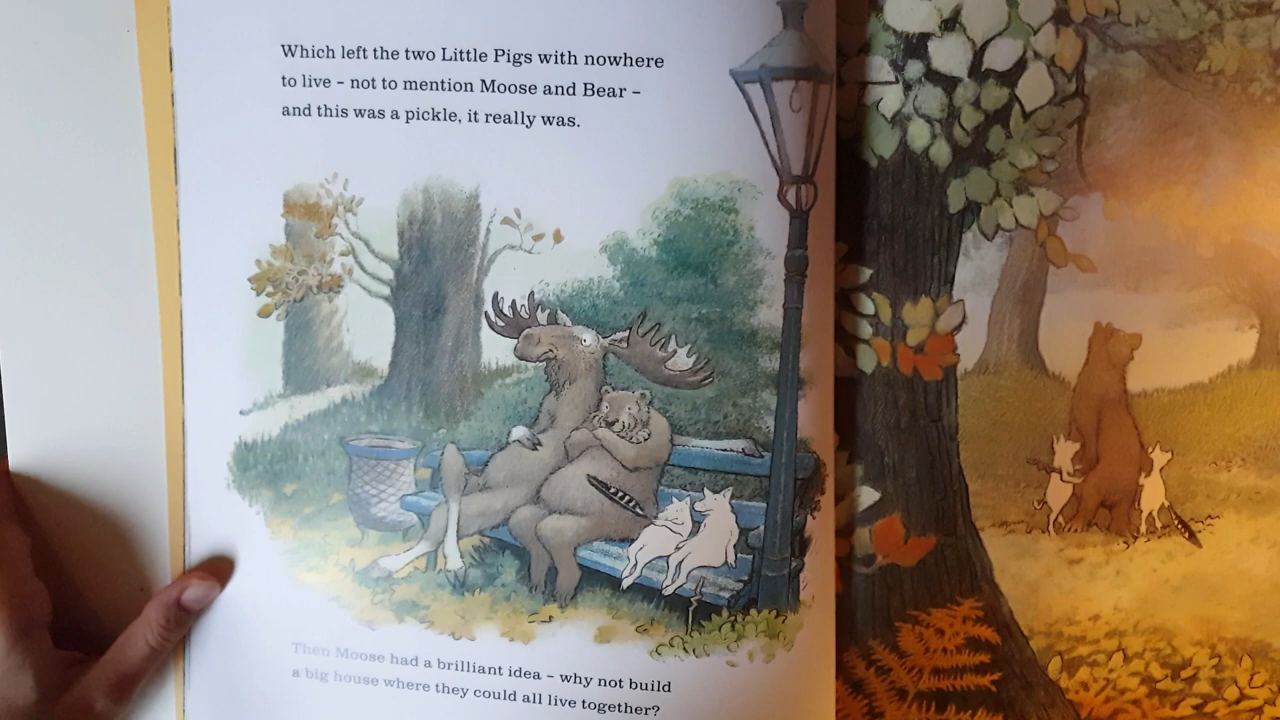 Which left the two Little Pigs with nowhere
to live – not to mention Moose and Bear –
and this was a pickle, it really was.
Then Moose had a brilliant idea – why not build
a big house where they could all live together?